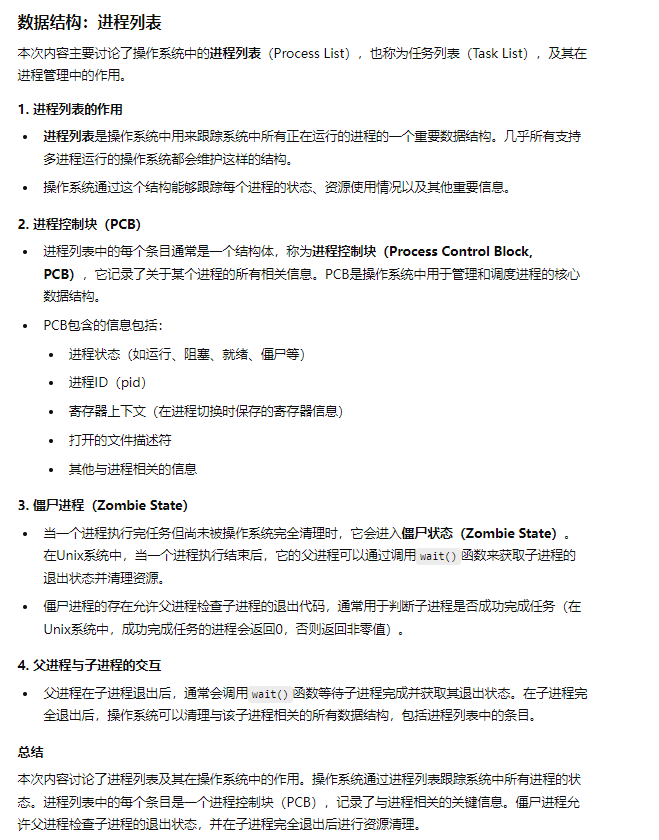 数据结构：进程列表
本次内容主要讨论了操作系统中的进程列表（Process List），也称为任务列表（Task List），及其在
进程管理中的作用。
1. 进程列表的作用
• 进程列表是操作系统中用来跟踪系统中所有正在运行的进程的一个重要数据结构。几乎所有支持
多进程运行的操作系统都会维护这样的结构。
• 操作系统通过这个结构能够跟踪每个进程的状态、资源使用情况以及其他重要信息。
2. 进程控制块（PCB）
• 进程列表中的每个条目通常是一个结构体，称为进程控制块（Process Control Block,
PCB），它记录了关于某个进程的所有相关信息。PCB是操作系统中用于管理和调度进程的核心
数据结构。
• PCB包含的信息包括：
• 进程状态（如运行、阻塞、就绪、僵尸等）
• 进程ID（pid）
• 寄存器上下文（在进程切换时保存的寄存器信息）
• 打开的文件描述符
• 其他与进程相关的信息
3. 僵尸进程（Zombie State）
• 当一个进程执行完任务但尚未被操作系统完全清理时，它会进入僵尸状态（Zombie State）。
在Unix系统中，当一个进程执行结束后，它的父进程可以通过调用 wait() 函数来获取子进程的
退出状态并清理资源。
• 僵尸进程的存在允许父进程检查子进程的退出代码，通常用于判断子进程是否成功完成任务（在
Unix系统中，成功完成任务的进程会返回0，否则返回非零值）。
4. 父进程与子进程的交互
• 父进程在子进程退出后，通常会调用 wait() 函数等待子进程完成并获取其退出状态。在子进程完
全退出后，操作系统可以清理与该子进程相关的所有数据结构，包括进程列表中的条目。
总结
本次内容讨论了进程列表及其在操作系统中的作用。操作系统通过进程列表跟踪系统中所有进程的状
态。进程列表中的每个条目是一个进程控制块（PCB），记录了与进程相关的关键信息。僵尸进程允
许父进程检查子进程的退出状态，并在子进程完全退出后进行资源清理。